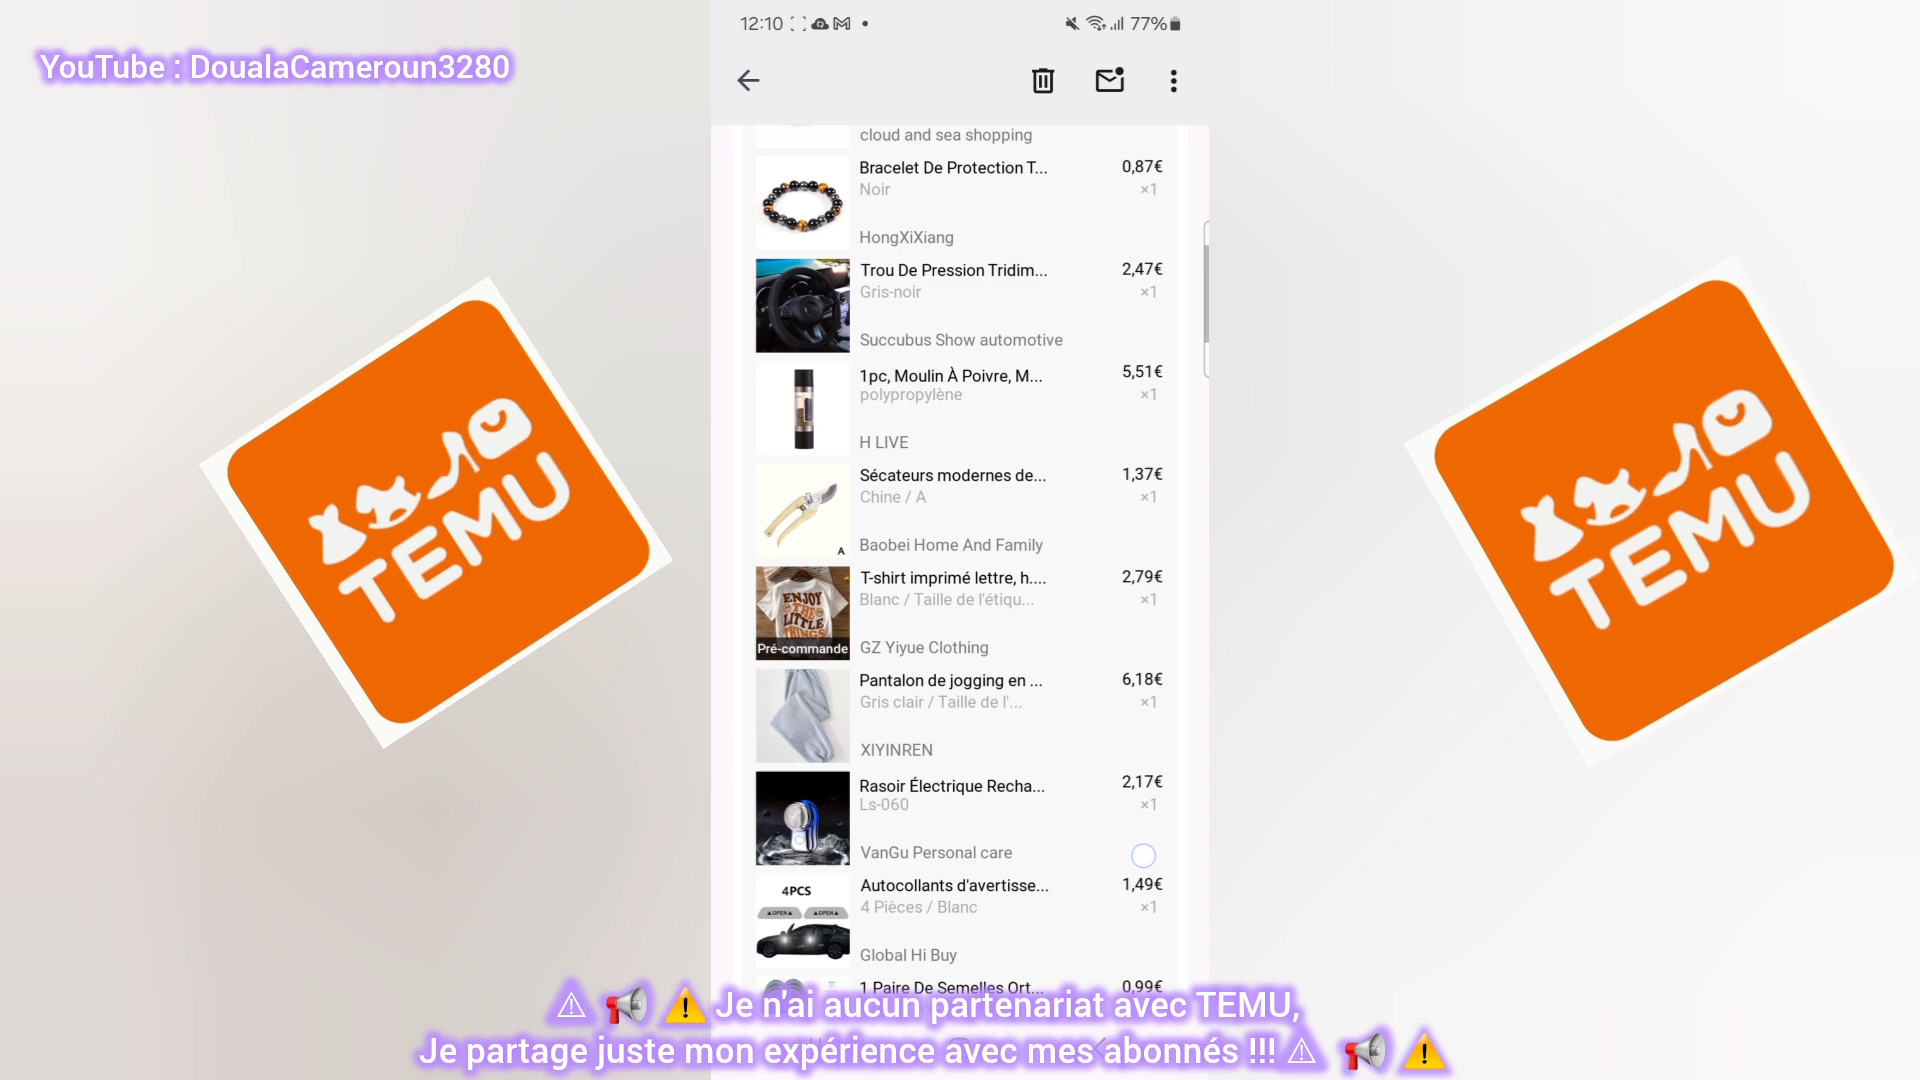 YouTube : DoualaCameroun3280
12:10
77%
cloud and sea shopping
Bracelet De Protection T...
0,87€
Noir
×1
HongXiXiang
Trou De Pression Tridim...
2,47€
Gris-noir
×1
Succubus Show automotive
1pc, Moulin À Poivre, M...
5,51€
polypropylène
×1
H LIVE
Sécateurs modernes de...
1,37€
Chine / A
×1
A
Baobei Home And Family
T-shirt imprimé lettre, h....
2,79€
Blanc / Taille de l'étiqu...
×1
ENJOY
THE
LITTLE
THINGS
Pré-commande
GZ Yiyue Clothing
Pantalon de jogging en ...
6,18€
Gris clair / Taille de l'...
×1
XIYINREN
Rasoir Électrique Recha...
2,17€
Ls-060
×1
VanGu Personal care
Autocollants d'avertisse...
1,49€
4 Pièces / Blanc
×1
4PCS
▲OPEN▲ ▲OPEN▲
Global Hi Buy
1 Paire De Semelles Ort...
0,99€
TEMU
TEMU
⚠ 📢 ⚠️ Je n'ai aucun partenariat avec TEMU,
Je partage juste mon expérience avec mes abonnés !!! ⚠ 📢 ⚠️